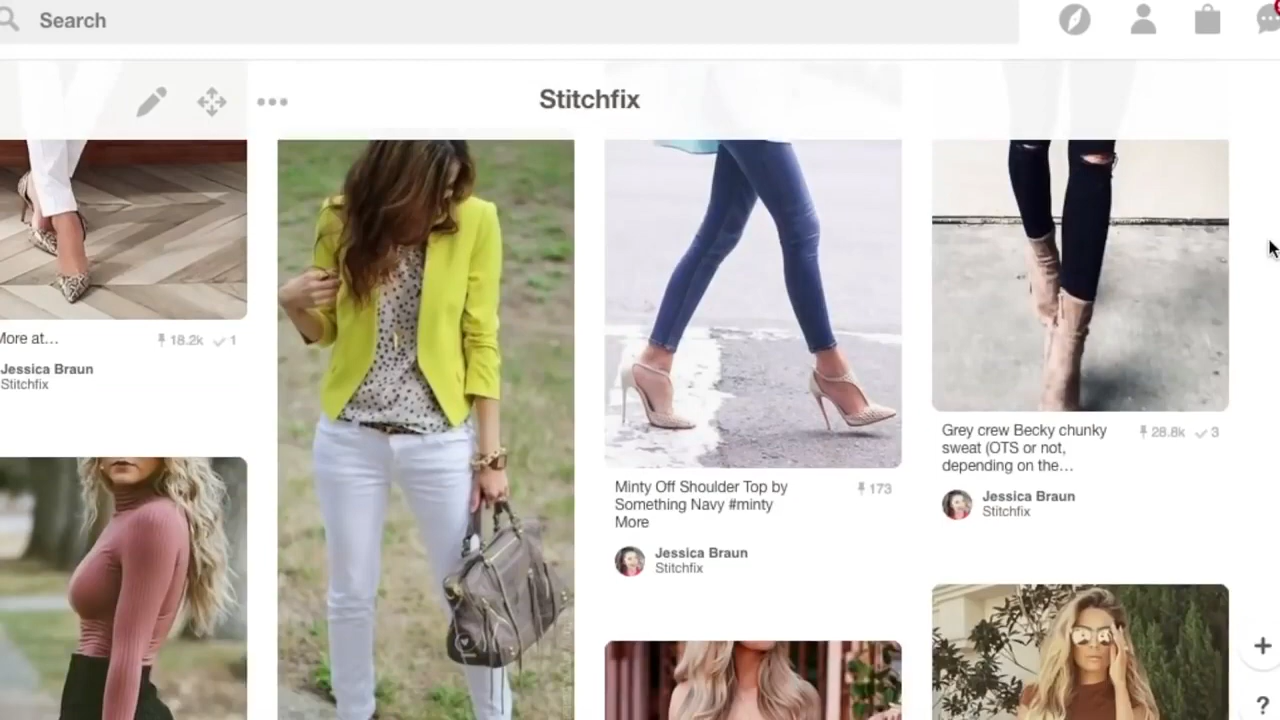 Search
Stitchfix
More at…
18.2k
1
Jessica Braun
Stitchfix
Minty Off Shoulder Top by
Something Navy #minty
More
173
Jessica Braun
Stitchfix
Grey crew Becky chunky
sweat (OTS or not,
depending on the…
28.8k
3
Jessica Braun
Stitchfix
+
?